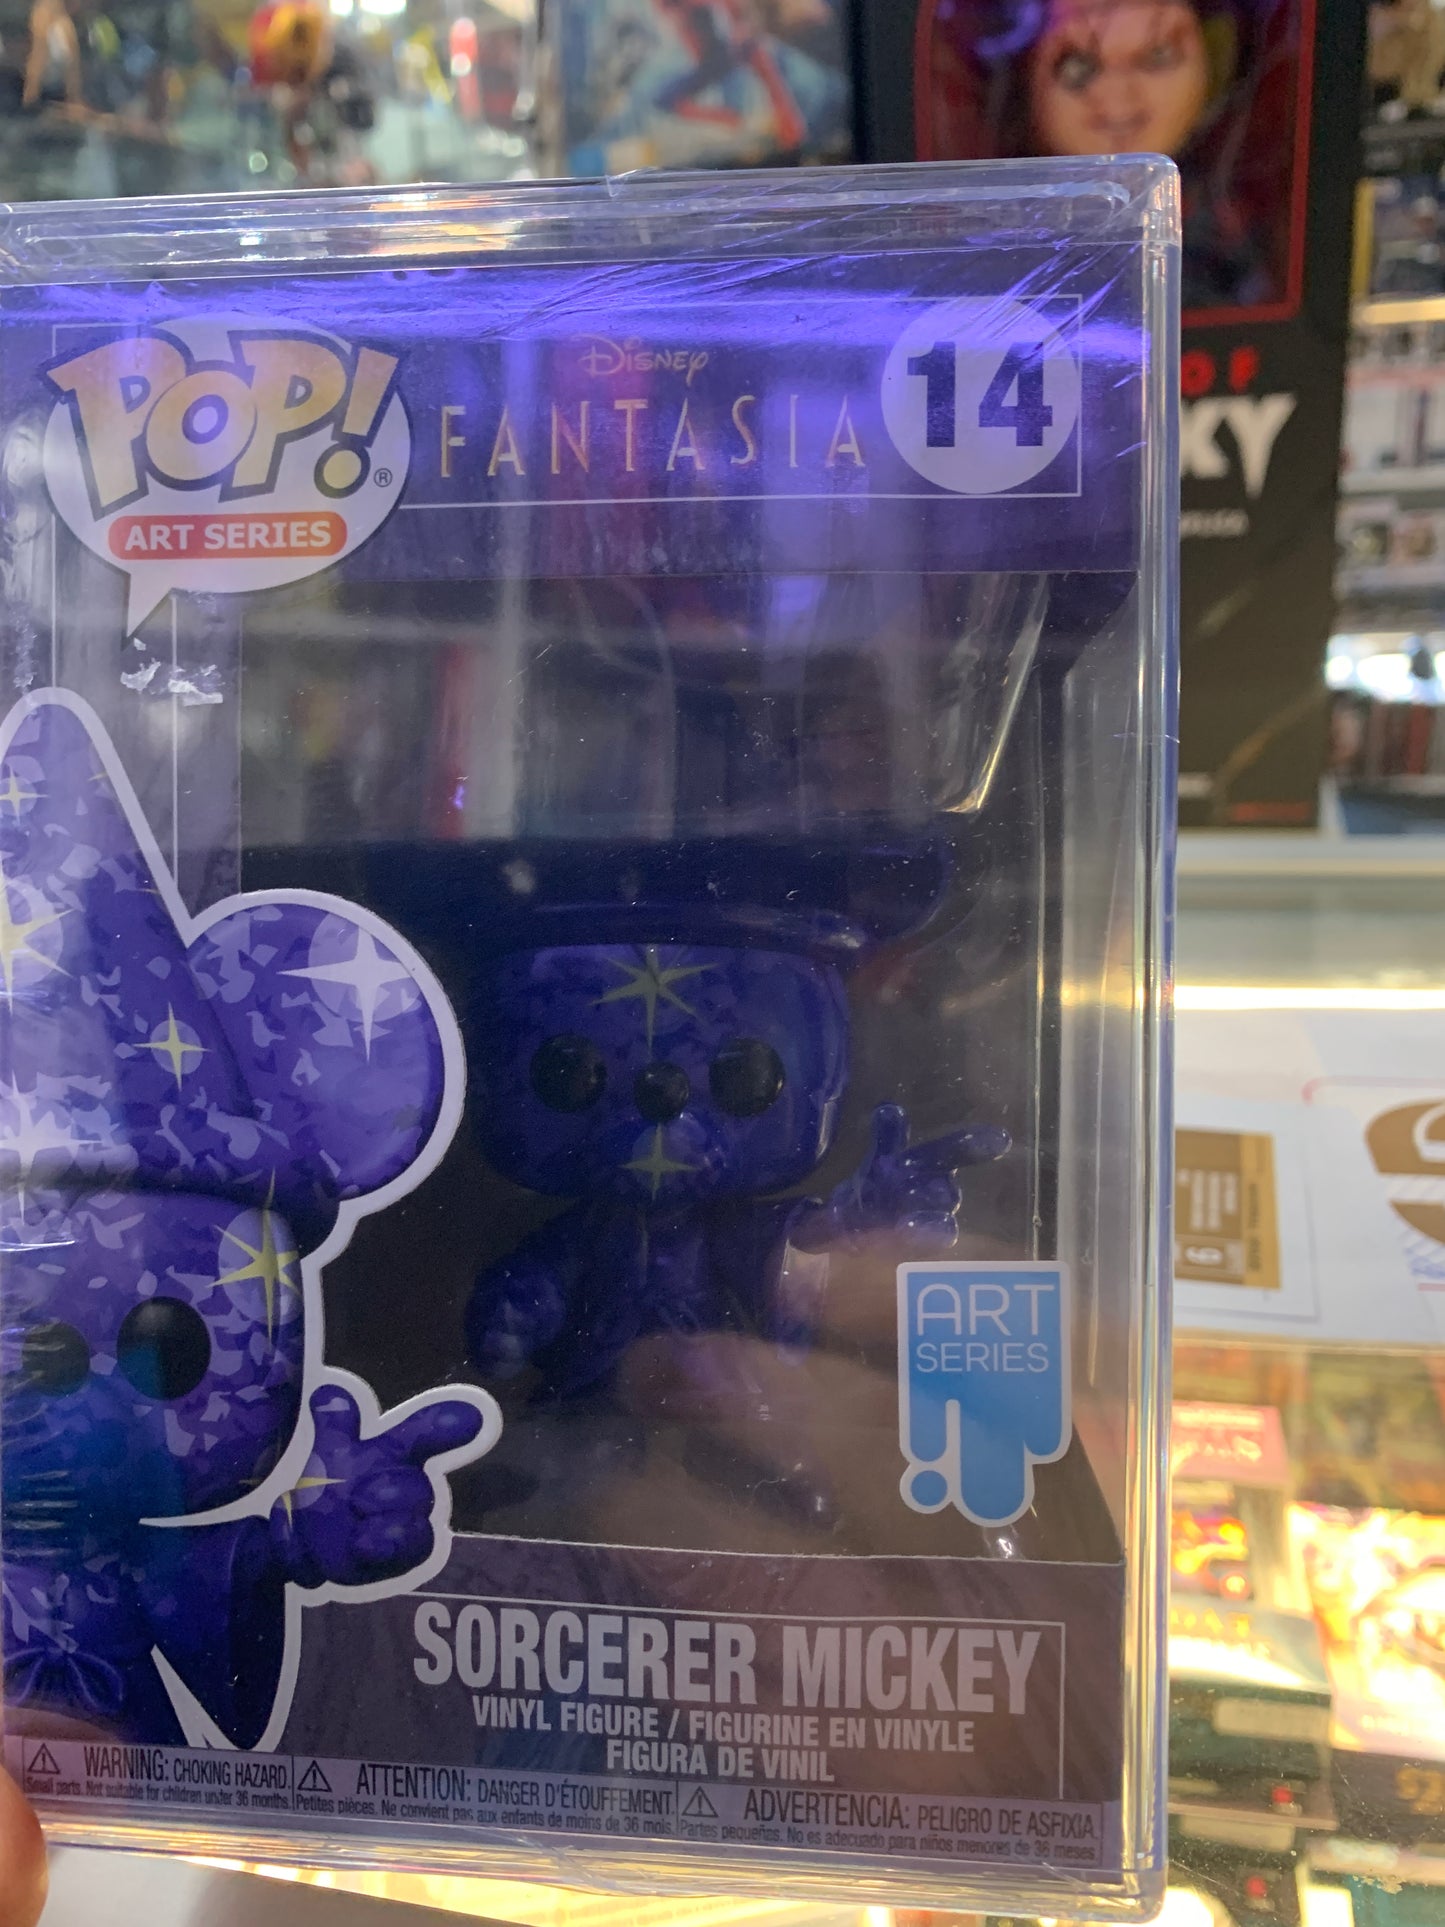 POP!®
ART SERIES
Disney
FANTASIA
14
OF
KY
ART
SERIES
SORCERER MICKEY
VINYL FIGURE / FIGURINE EN VINYLE
FIGURA DE VINIL
WARNING: CHOKING HAZARD.
Small parts. Not suitable for children under 36 months.
ATTENTION: DANGER D'ÉTOUFFEMENT.
Petites pièces. Ne convient pas aux enfants de moins de 36 mois.
ADVERTENCIA: PELIGRO DE ASFIXIA.
Partes pequeñas. No es adecuado para niños menores de 36 meses.